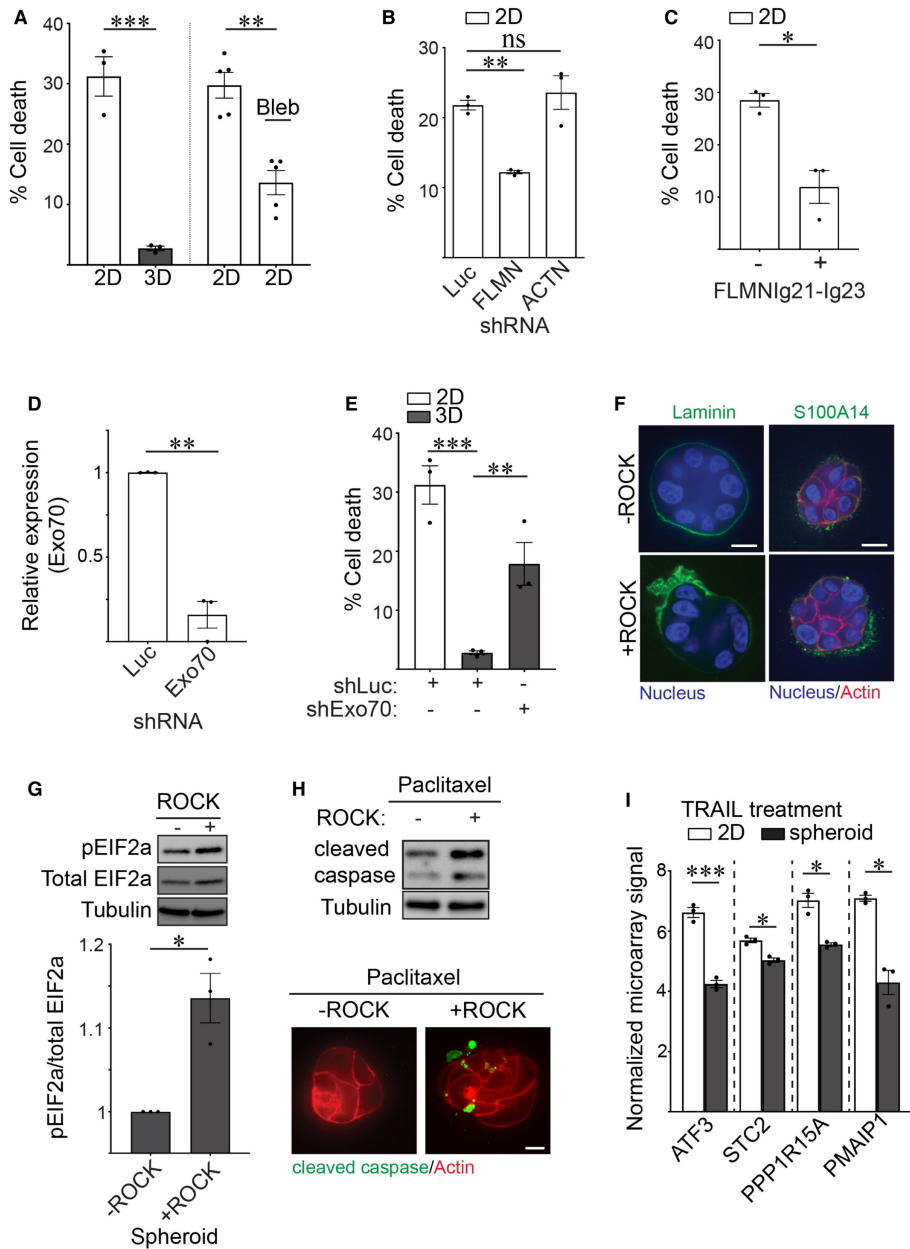 A
% Cell death
40
30
20
10
***
**
Bleb
2D
3D
2D
2D
B
2D
% Cell death
30
20
10
ns
**
Luc
FLMN
ACTN
shRNA
C
2D
% Cell death
40
30
20
10
0
*
-
+
FLMNIg21-Ig23
D
Relative expression
(Exo70)
1
0.5
**
Luc
Exo70
shRNA
E
2D
3D
% Cell death
40
30
20
10
0
***
**
shLuc: + + -
shExo70: - - +
F
Laminin
S100A14
-ROCK
+ROCK
Nucleus
Nucleus/Actin
G
ROCK
- +
pEIF2a
Total EIF2a
Tubulin
pEIF2a/total EIF2a
1.2
1.1
1
*
-ROCK
+ROCK
Spheroid
H
Paclitaxel
ROCK: - +
cleaved
caspase
Tubulin
Paclitaxel
-ROCK
+ROCK
cleaved caspase/Actin
I
TRAIL treatment
2D
spheroid
Normalized microarray signal
8
6
4
2
***
*
*
*
ATF3
STC2
PPP1R15A
PMAIP1